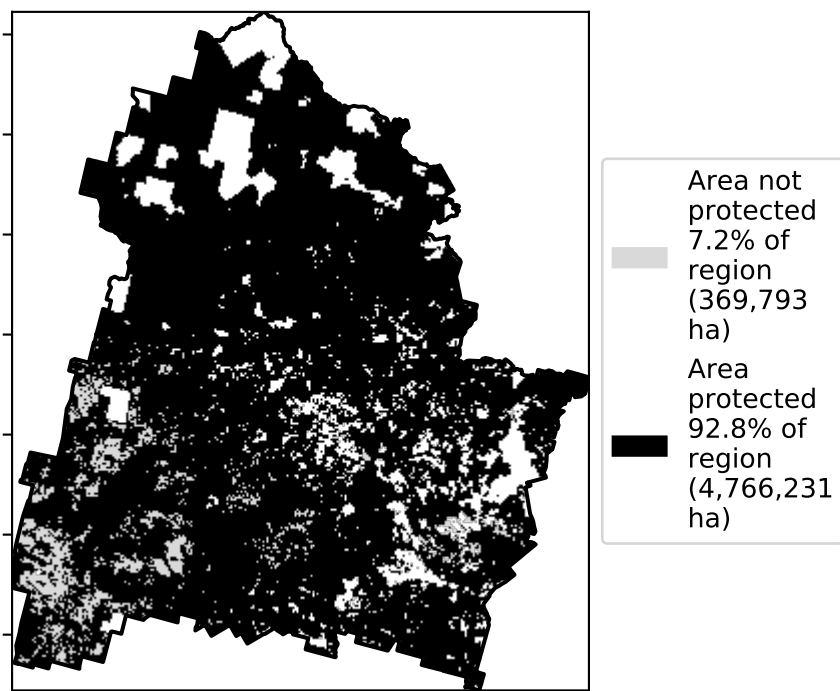 Area not
protected
7.2% of
region
(369,793
ha)
Area
protected
92.8% of
region
(4,766,231
ha)